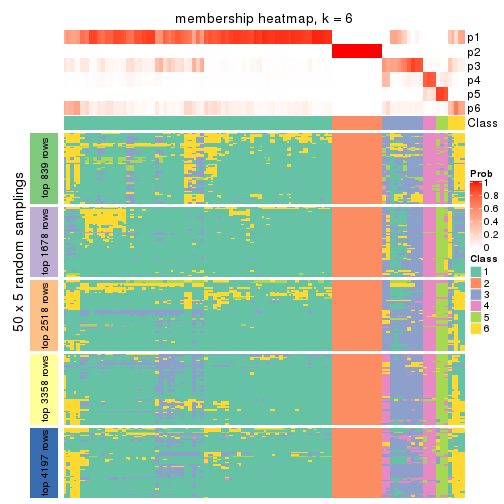 membership heatmap, k = 6
p1
p2
p3
p4
p5
p6
Class
50 x 5 random samplings
top 839 rows
top 1678 rows
top 2518 rows
top 3358 rows
top 4197 rows
Prob
1
0.8
0.6
0.4
0.2
0
Class
1
2
3
4
5
6